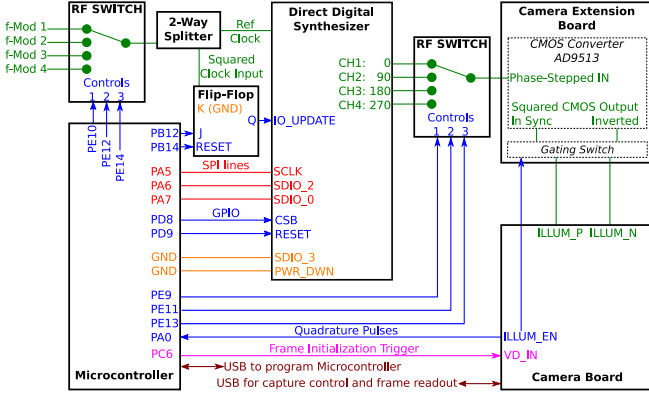 RF SWITCH
f-Mod 1
f-Mod 2
f-Mod 3
f-Mod 4
Controls
1 2 3
PE10
PE12
PE14
2-Way
Splitter
Ref
Clock
Squared
Clock Input
Flip-Flop
K (GND)
Q
J
RESET
Direct Digital
Synthesizer
CH1: 0
CH2: 90
CH3: 180
CH4: 270
IO_UPDATE
SCLK
SDIO_2
SDIO_0
CSB
RESET
SDIO_3
PWR_DWN
RF SWITCH
Controls
1 2 3
Camera Extension
Board
CMOS Converter
AD9513
Phase-Stepped IN
Squared CMOS Output
In Sync
Inverted
Gating Switch
ILLUM_P
ILLUM_N
ILLUM_EN
VD_IN
Camera Board
PB12
PB14
PA5
PA6
PA7
PD8
PD9
GND
GND
PE9
PE11
PE13
PA0
PC6
Microcontroller
SPI lines
GPIO
Quadrature Pulses
Frame Initialization Trigger
USB to program Microcontroller
USB for capture control and frame readout